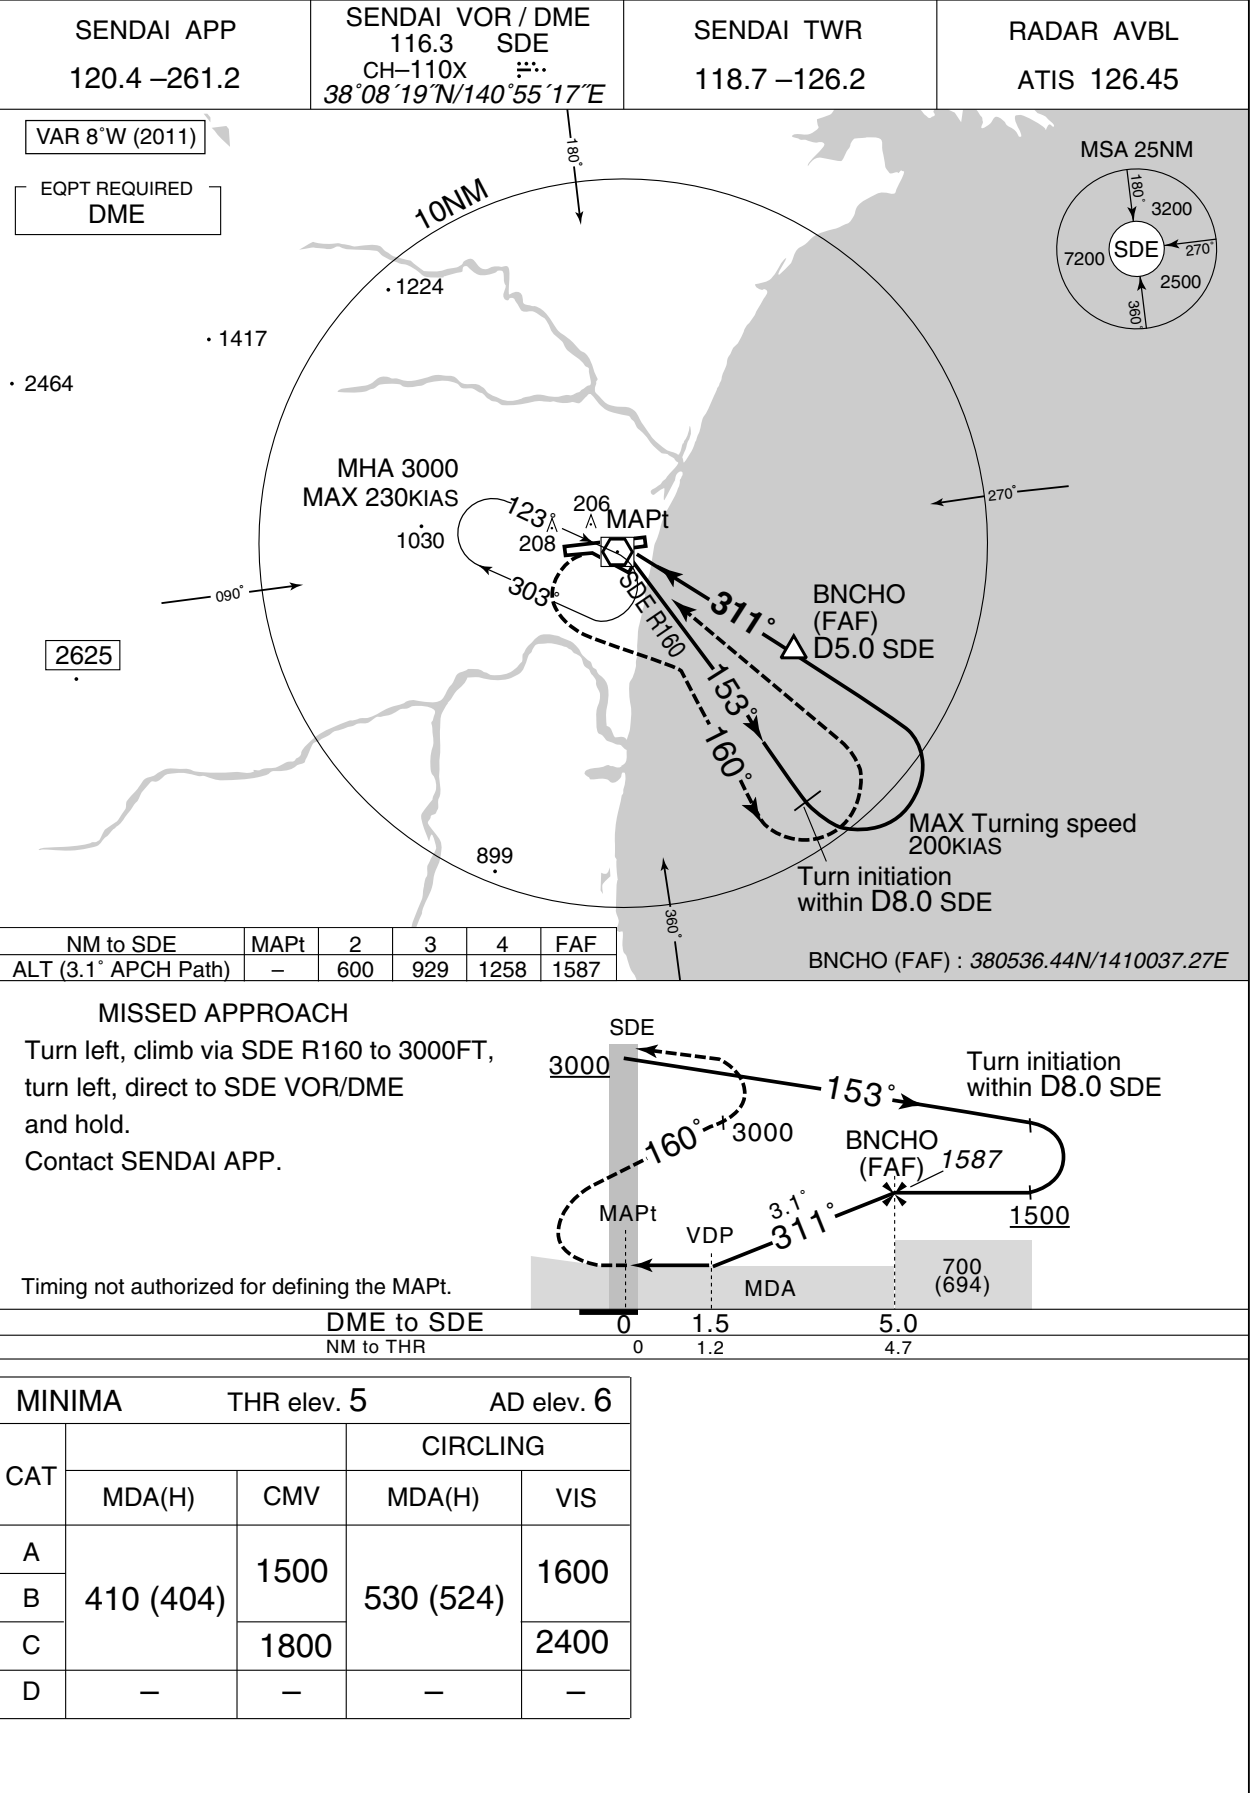 SENDAI APP
120.4 –261.2
SENDAI VOR / DME
116.3 SDE
CH–110X
38°08´19˝N/140°55´17˝E
SENDAI TWR
118.7 –126.2
RADAR AVBL
ATIS 126.45
VAR 8°W (2011)
EQPT REQUIRED
DME
180°
10NM
MSA 25NM
180°
3200
SDE
270°
7200
2500
360°
1224
1417
2464
MHA 3000
MAX 230KIAS
1030
123°
206
MAPt
208
303°
270°
090°
SDE R160
311°
BNCHO
(FAF)
D5.0 SDE
2625
153°
160°
MAX Turning speed
200KIAS
899
Turn initiation
within D8.0 SDE
360°
NM to SDE MAPt 2 3 4 FAF
ALT (3.1° APCH Path) – 600 929 1258 1587
BNCHO (FAF) : 380536.44N/1410037.27E
MISSED APPROACH
Turn left, climb via SDE R160 to 3000FT,
turn left, direct to SDE VOR/DME
and hold.
Contact SENDAI APP.
Timing not authorized for defining the MAPt.
SDE
3000
153°
Turn initiation
within D8.0 SDE
160°
3000
BNCHO
(FAF)
1587
1500
3.1°
311°
MAPt
VDP
MDA
700
(694)
DME to SDE 0 1.5 5.0
NM to THR 0 1.2 4.7
MINIMA THR elev. 5 AD elev. 6
CAT
CIRCLING
MDA(H) CMV MDA(H) VIS
A
B
C
D
410 (404)
1500
1800
530 (524)
1600
2400
– – – –